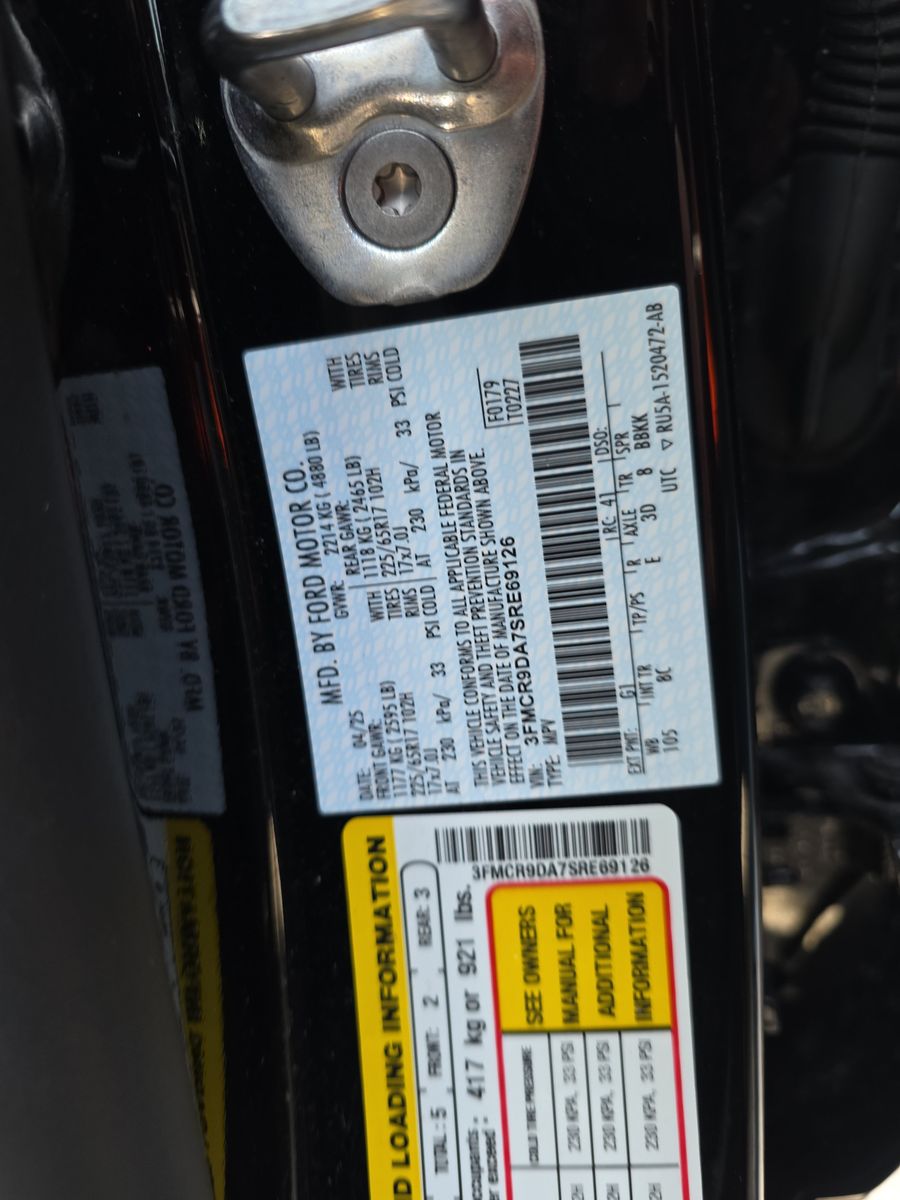 MFD. BY FORD MOTOR CO.
DATE: 04/25 GVWR: 2214 KG ( 4880 LB)
FRONT GAWR: REAR GAWR: WITH
1177 KG ( 2595 LB) WITH 1118 KG ( 2465 LB) TIRES
225/65R17 102H TIRES 225/65R17 102H RIMS
17x7.0J RIMS 17x7.0J
AT 230 kPa/ 33 PSI COLD AT 230 kPa/ 33 PSI COLD
THIS VEHICLE CONFORMS TO ALL APPLICABLE FEDERAL MOTOR
VEHICLE SAFETY AND THEFT PREVENTION STANDARDS IN
EFFECT ON THE DATE OF MANUFACTURE SHOWN ABOVE.
F0179
T0227
VIN: 3FMCR9DA7SRE69126
TYPE: MPV
EXT PNT: G1 RC: 41 DSO:
WB INT TR TP/PS R AXLE TR SPR
105 8C E 3D 8 BBKK
UTC ▽ RU5A-1520472-AB
LOADING INFORMATION
TOTAL : 5 FRONT: 2 REAR: 3
417 kg or 921 lbs.
3FMCR9DA7SRE69126
COLD TIRE PRESSURE
230 KPA, 33 PSI
230 KPA, 33 PSI
230 KPA, 33 PSI
SEE OWNERS
MANUAL FOR
ADDITIONAL
INFORMATION